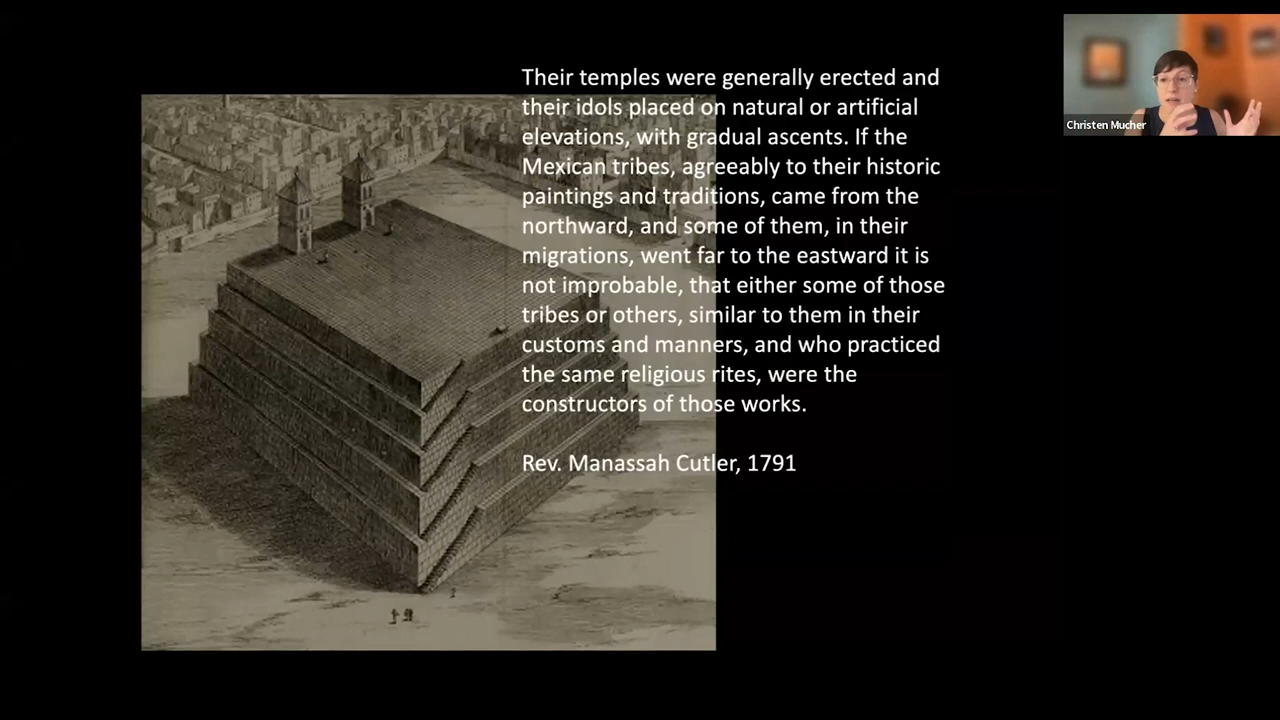 Their temples were generally erected and
their idols placed on natural or artificial
elevations, with gradual ascents. If the
Mexican tribes, agreeably to their historic
paintings and traditions, came from the
northward, and some of them, in their
migrations, went far to the eastward it is
not improbable, that either some of those
tribes or others, similar to them in their
customs and manners, and who practiced
the same religious rites, were the
constructors of those works.
Rev. Manassah Cutler, 1791
Christen Mucher